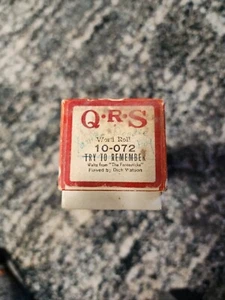 Q·R·S
Word Roll
10-072
TRY TO REMEMBER
Waltz from "The Fantasticks"
Played by Dick Watson